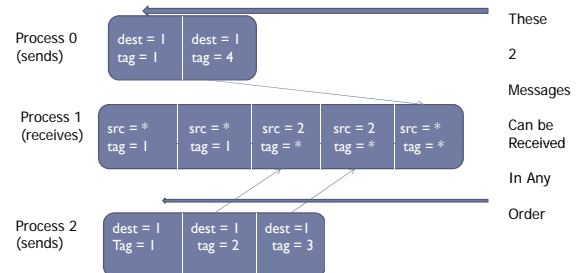 These
Process 0
(sends)
dest = 1
tag = 1
dest = 1
tag = 4
2
Messages
Process 1
(receives)
src = *
tag = 1
src = *
tag = 1
src = 2
tag = *
src = 2
tag = *
src = *
tag = *
Can be
Received
In Any
Order
Process 2
(sends)
dest = 1
Tag = 1
dest = 1
tag = 2
dest =1
tag = 3